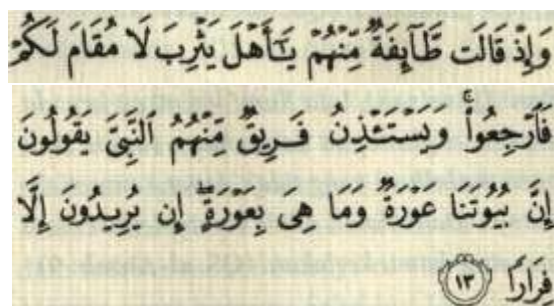 وَإِذْ قَالَت طَّآئِفَةٌ مِّنْهُمْ يَـٰٓأَهْلَ يَثْرِبَ لَا مُقَامَ لَكُمْ
فَٱرْجِعُوا۟ ۚ وَيَسْتَـْٔذِنُ فَرِيقٌ مِّنْهُمُ ٱلنَّبِىَّ يَقُولُونَ
إِنَّ بُيُوتَنَا عَوْرَةٌ وَمَا هِىَ بِعَوْرَةٍ ۖ إِن يُرِيدُونَ إِلَّا
فِرَارًا ١٣